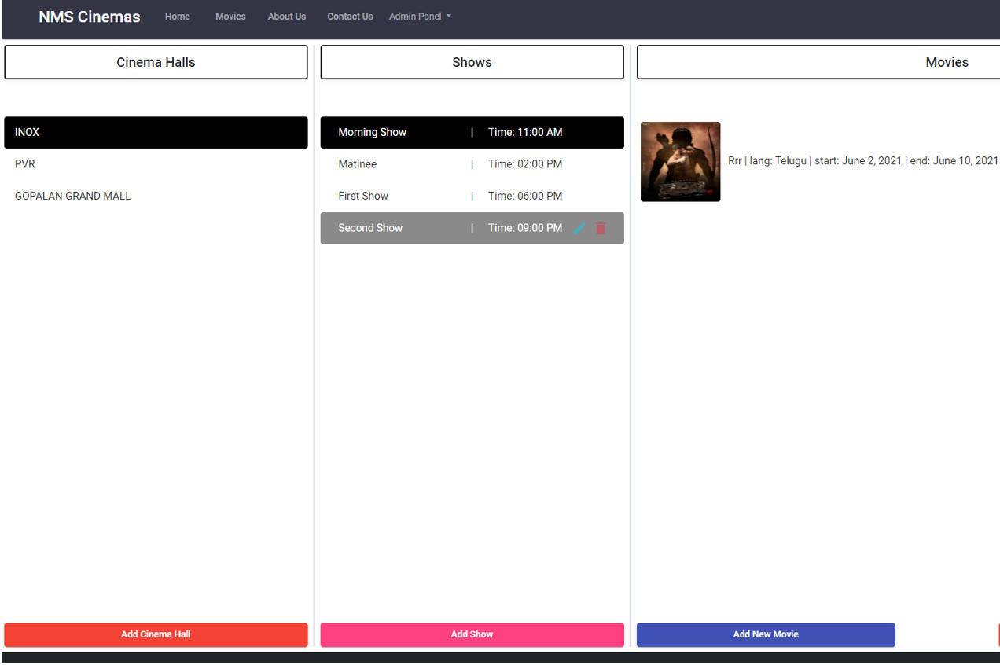 NMS Cinemas Home Movies About Us Contact Us Admin Panel
Cinema Halls
INOX
PVR
GOPALAN GRAND MALL
Add Cinema Hall
Shows
Morning Show | Time: 11:00 AM
Matinee | Time: 02:00 PM
First Show | Time: 06:00 PM
Second Show | Time: 09:00 PM
Add Show
Movies
Rrr | lang: Telugu | start: June 2, 2021 | end: June 10, 2021
Add New Movie